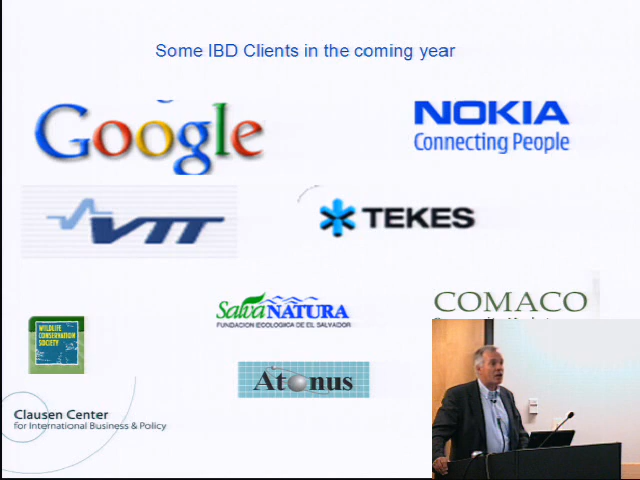 Some IBD Clients in the coming year
Google
NOKIA
Connecting People
VTT
TEKES
SalvaNATURA
FUNDACION ECOLOGICA DE EL SALVADOR
COMACO
WILDLIFE
CONSERVATION
SOCIETY
Atonus
Clausen Center
for International Business & Policy